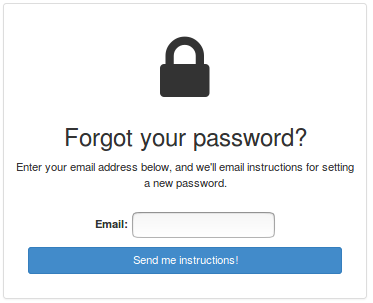 Forgot your password?
Enter your email address below, and we'll email instructions for setting
a new password.
Email:
Send me instructions!